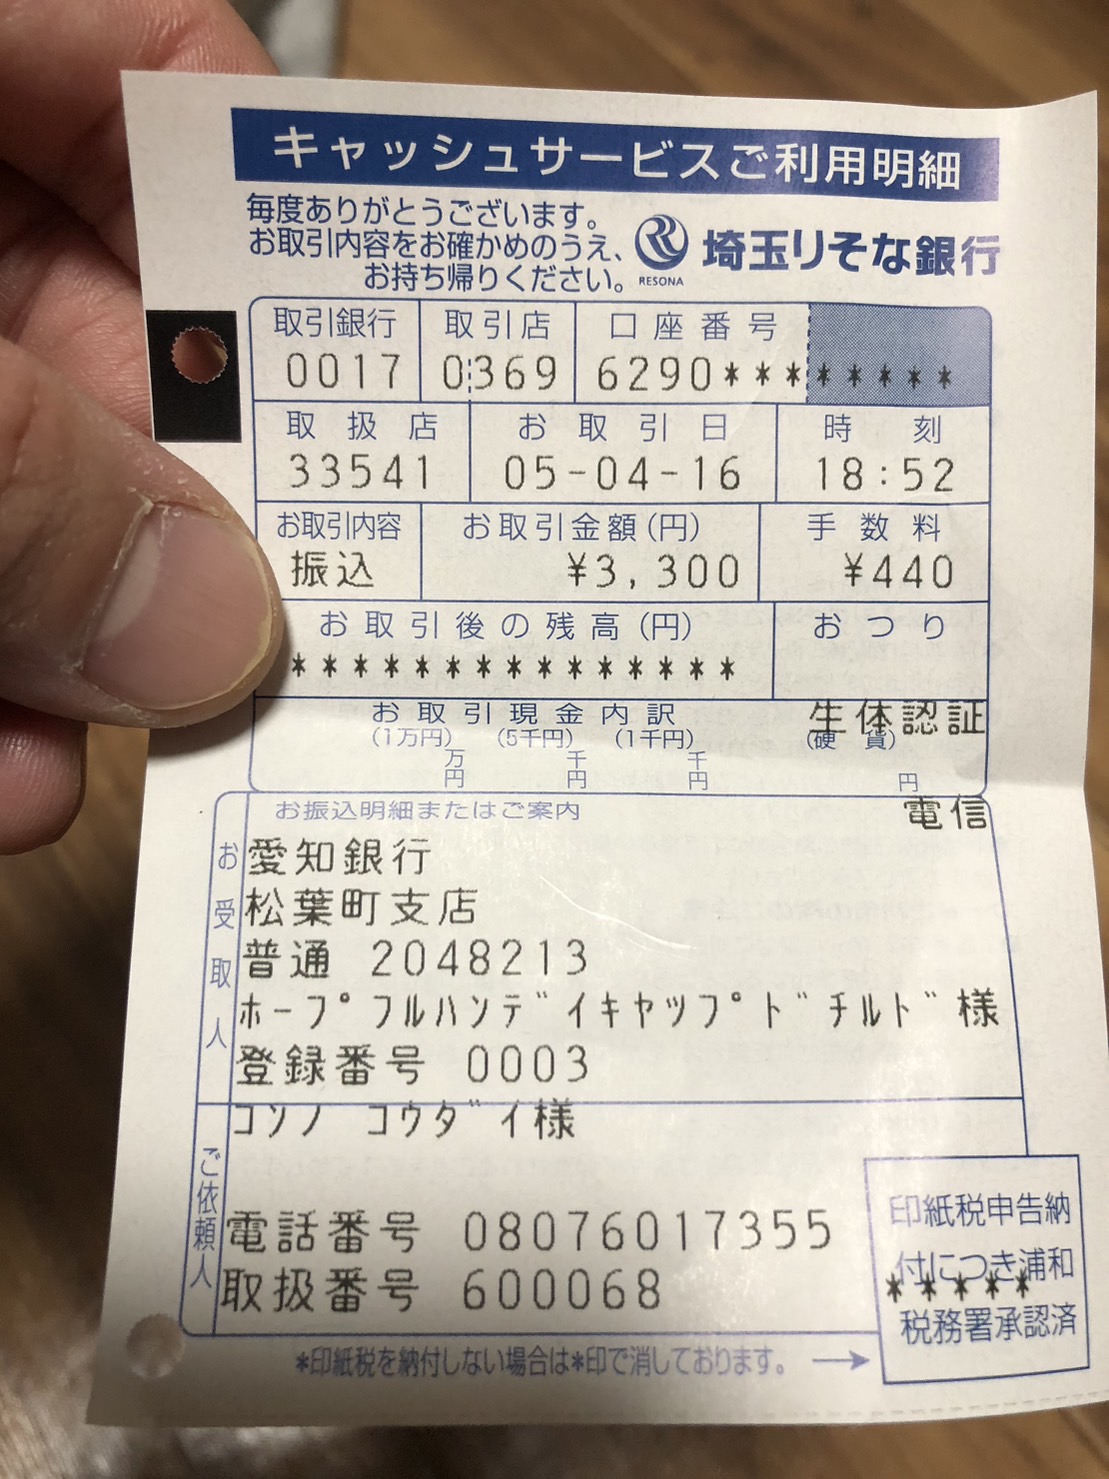 キャッシュサービスご利用明細
毎度ありがとうございます。
お取引内容をお確かめのうえ、
お持ち帰りください。
RESONA
埼玉りそな銀行
取引銀行 取引店 口座番号
0017 0369 6290********
取扱店 お取引日 時刻
33541 05-04-16 18:52
お取引内容 お取引金額(円) 手数料
振込 ¥3,300 ¥440
お取引後の残高(円) おつり
***************
お取引現金内訳 生体認証
(1万円) (5千円) (1千円) (硬貨)
万円 千円 千円 円
お振込明細またはご案内 電信
お受取人
愛知銀行
松葉町支店
普通 2048213
ホープフルハンデイキャップドチルド様
登録番号 0003
ご依頼人
コソノ コウダイ様
電話番号 08076017355
取扱番号 600068
印紙税申告納
付につき浦和
*****
税務署承認済
*印紙税を納付しない場合は*印で消しております。 →